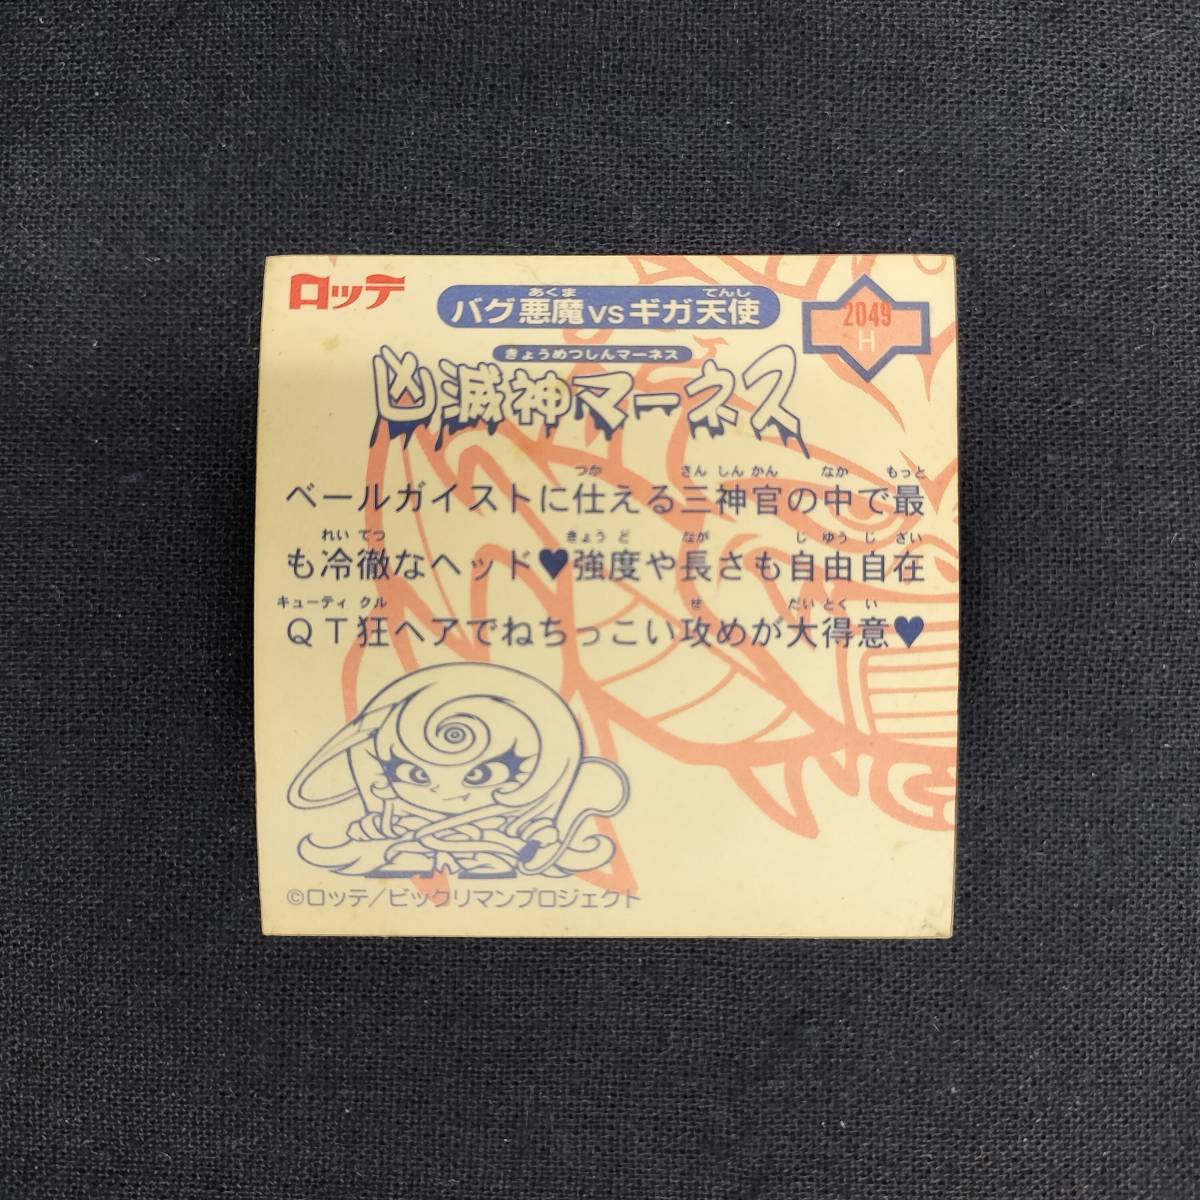 ロッテ
あくま てんし
バグ悪魔vsギガ天使
2049
H
きょうめつしんマーネス
凶滅神マーネス
つか さん しん かん なか もっと
ベールガイストに仕える三神官の中で最
れい てつ きょう ど なが じ ゆう じ ざい
も冷徹なヘッド♥強度や長さも自由自在
キューティ クル せ だい とく い
QT狂ヘアでねちっこい攻めが大得意♥
©ロッテ/ビックリマンプロジェクト